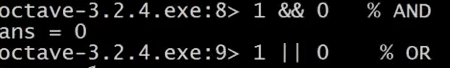 octave-3.2.4.exe:8> 1 && 0   % AND
ans = 0
octave-3.2.4.exe:9> 1 || 0    % OR